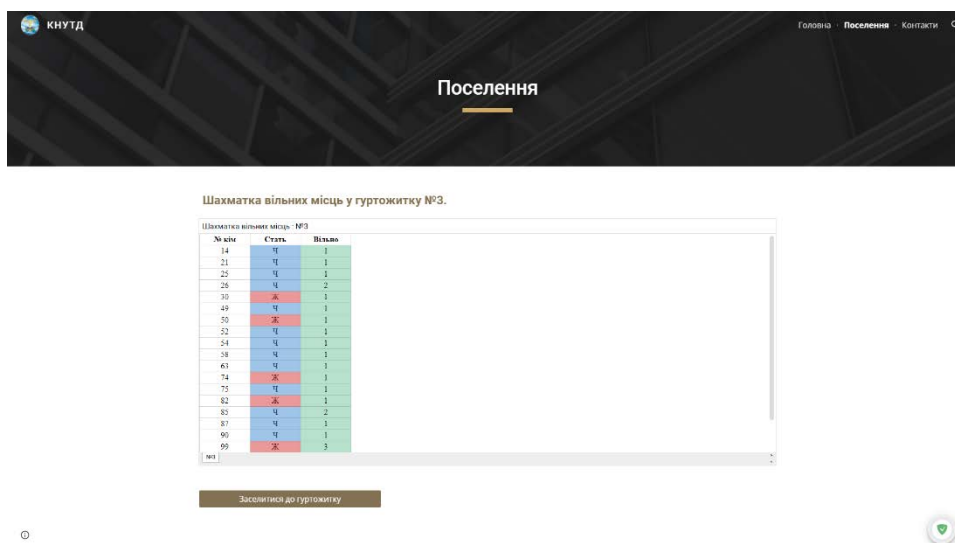 КНУТД
Головна · Поселення · Контакти
Поселення
Шахматка вільних місць у гуртожитку №3.
Шахматка вільних місць : №3
№ кім Стать Вільно
14 Ч 1
21 Ч 1
25 Ч 1
26 Ч 2
30 Ж 1
49 Ч 1
50 Ж 1
52 Ч 1
54 Ч 1
58 Ч 1
63 Ч 1
74 Ж 1
75 Ч 1
82 Ж 1
85 Ч 2
87 Ч 1
90 Ч 1
99 Ж 3
№3
Заселитися до гуртожитку